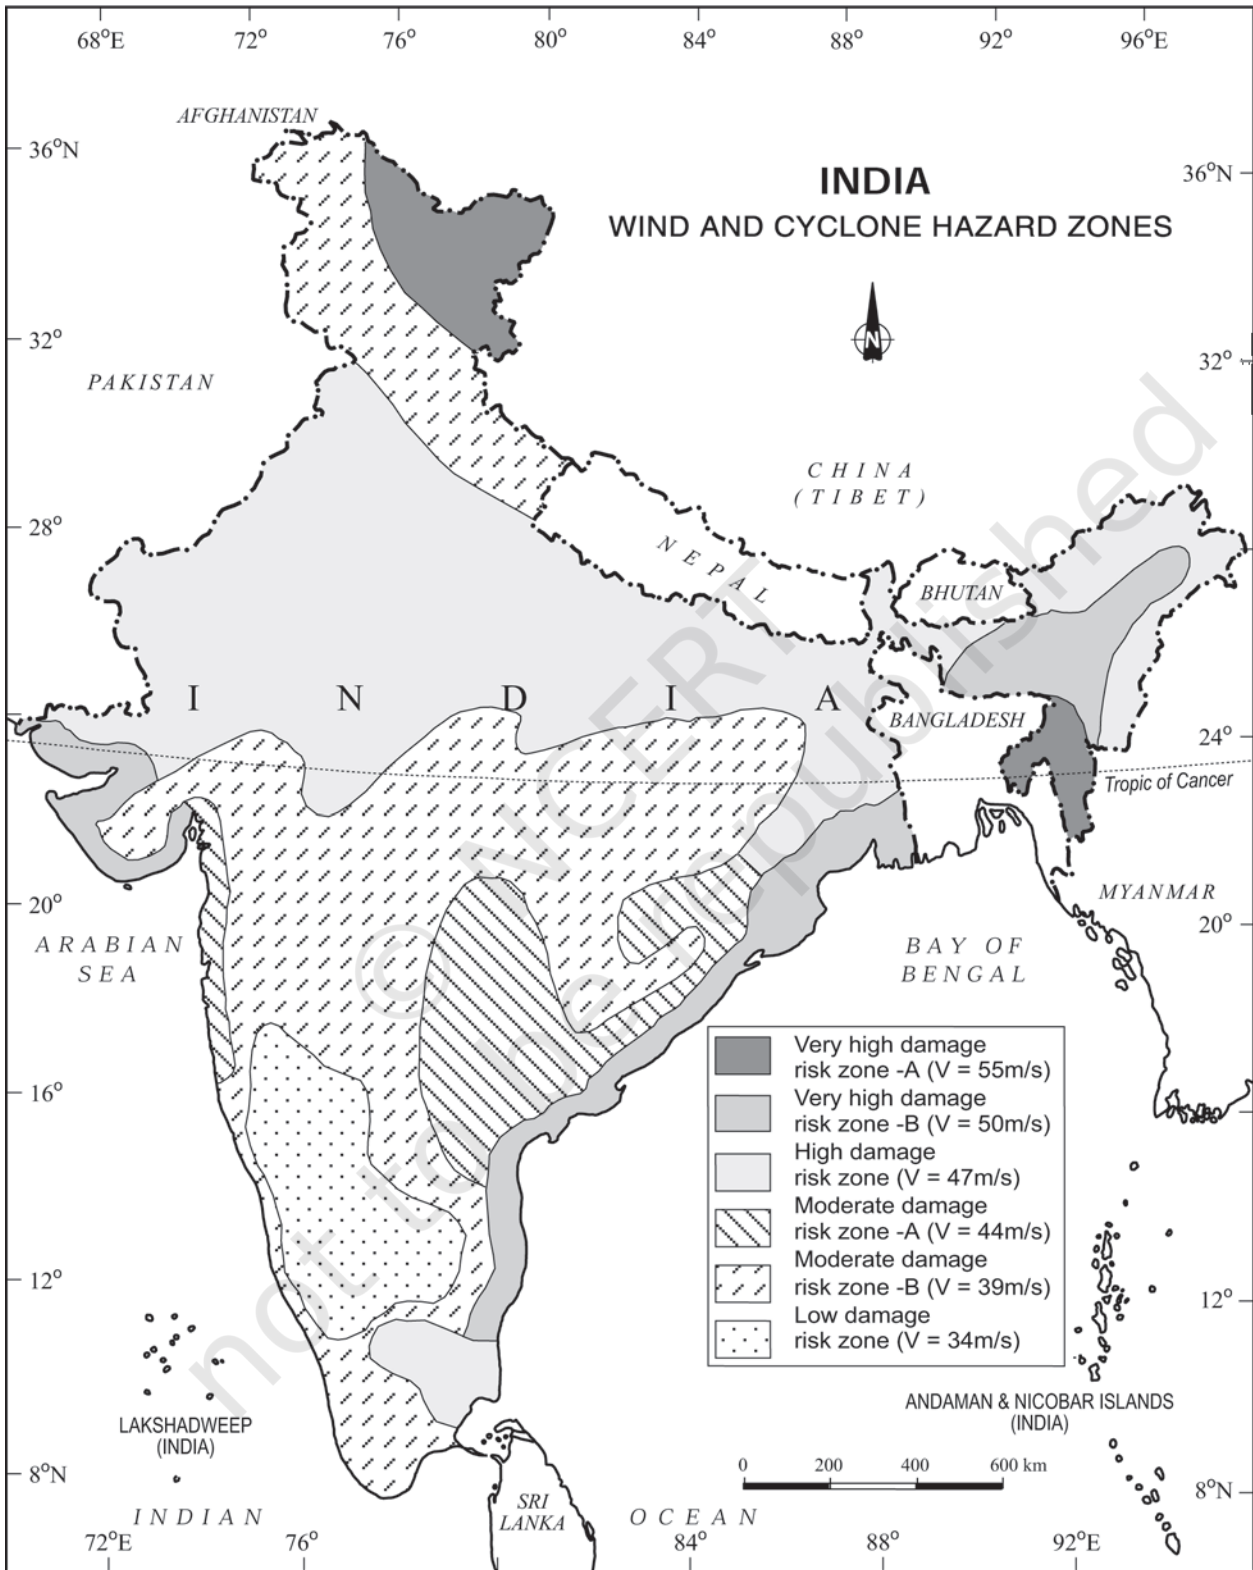 68°E 72° 76° 80° 84° 88° 92° 96°E
AFGHANISTAN
36°N
INDIA
36°N
WIND AND CYCLONE HAZARD ZONES
N
32°
32°
PAKISTAN
CHINA
(TIBET)
28°
NEPAL
BHUTAN
I N D I A
BANGLADESH
24°
Tropic of Cancer
MYANMAR
20°
20°
ARABIAN
SEA
BAY OF
BENGAL
Very high damage
risk zone -A (V = 55m/s)
16°
Very high damage
risk zone -B (V = 50m/s)
High damage
risk zone (V = 47m/s)
Moderate damage
risk zone -A (V = 44m/s)
Moderate damage
risk zone -B (V = 39m/s)
Low damage
risk zone (V = 34m/s)
12°
12°
LAKSHADWEEP
(INDIA)
ANDAMAN & NICOBAR ISLANDS
(INDIA)
0 200 400 600 km
8°N
8°N
SRI
LANKA
INDIAN OCEAN
72°E 76° 84° 88° 92°E
© NCERT
not to be republished